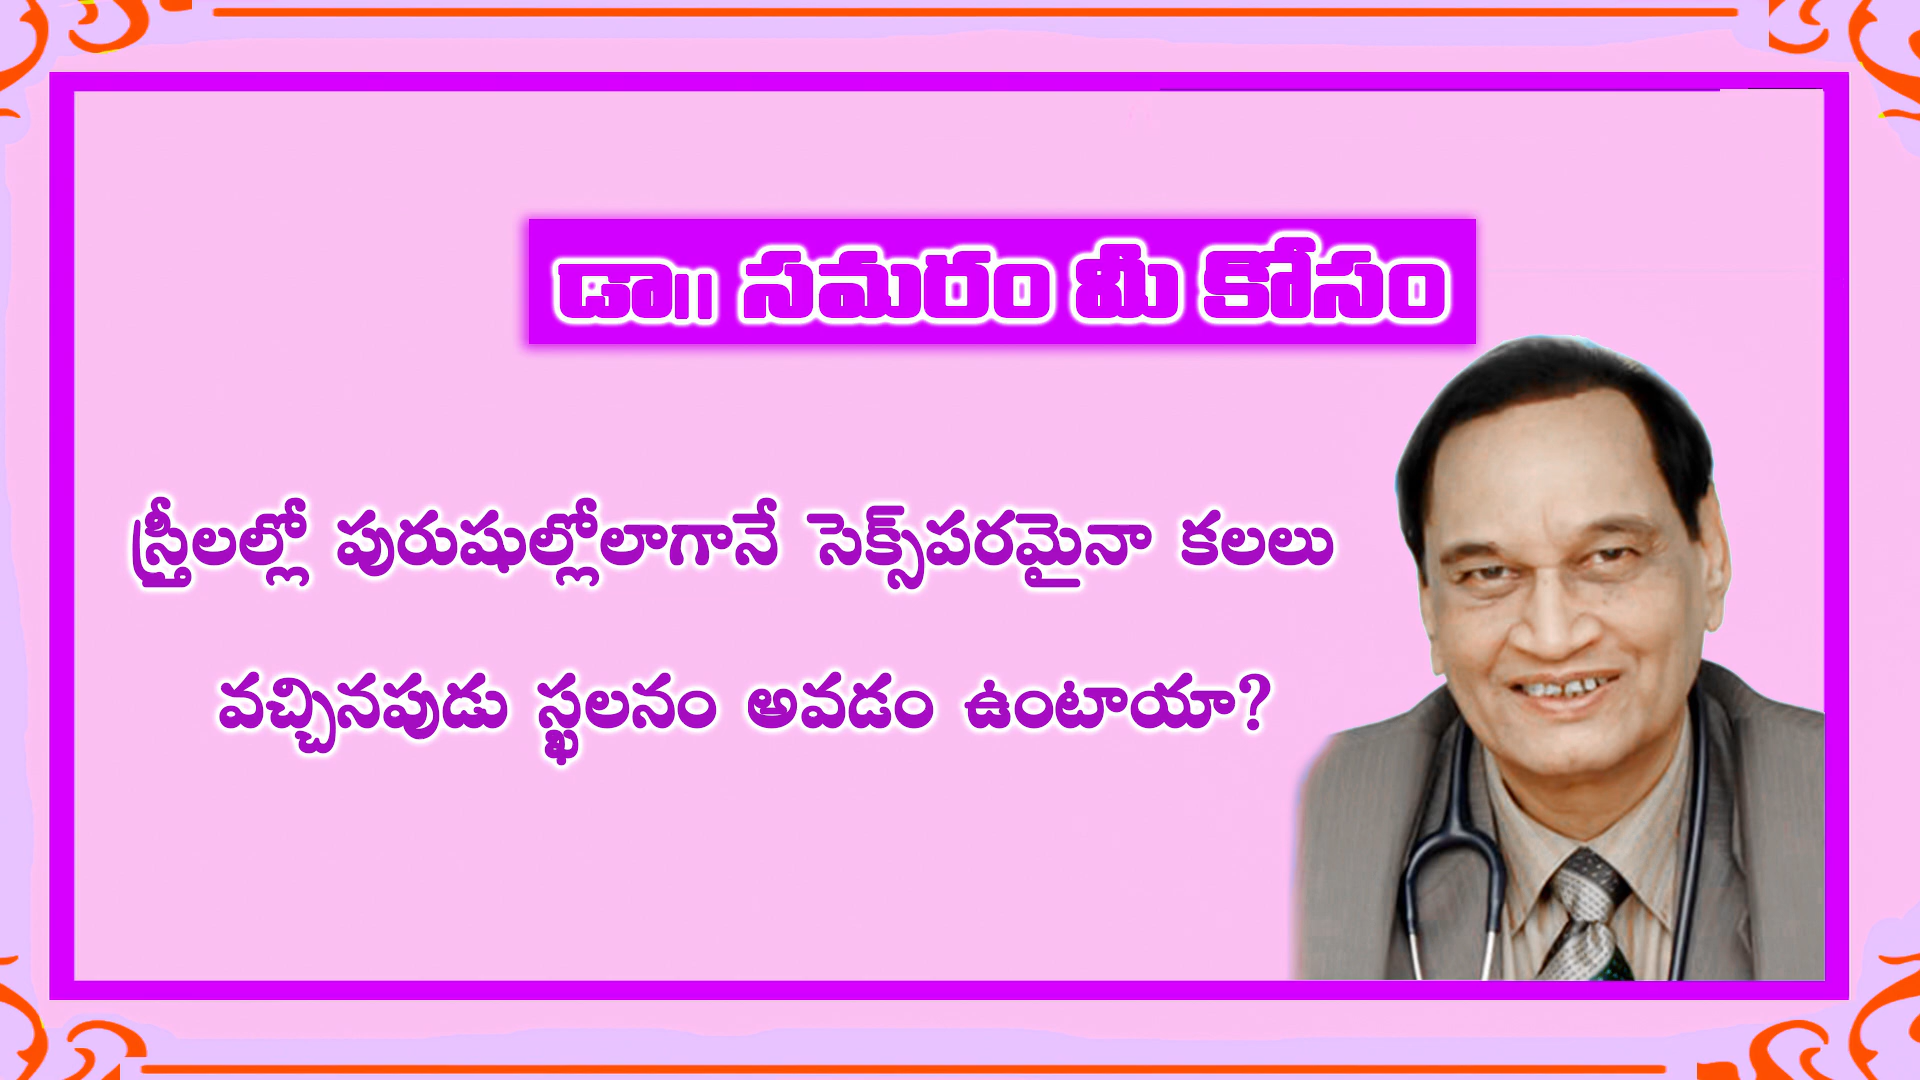 డా|| సమరం మీ కోసం
స్త్రీలల్లో పురుషుల్లోలాగానే సెక్స్‌పరమైనా కలలు
వచ్చినపుడు స్ఖలనం అవడం ఉంటాయా?